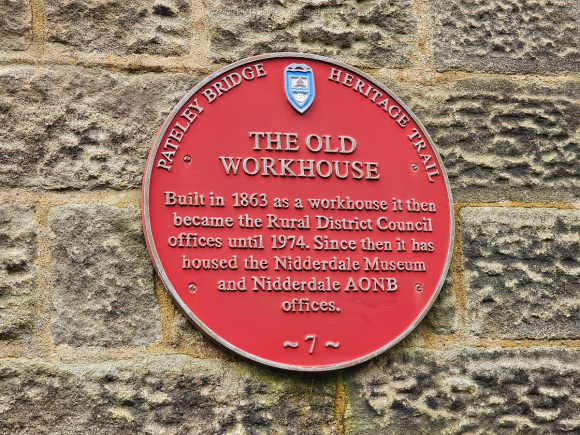 PATELEY BRIDGE HERITAGE TRAIL
THE OLD
WORKHOUSE
Built in 1863 as a workhouse it then
became the Rural District Council
offices until 1974. Since then it has
housed the Nidderdale Museum
and Nidderdale AONB
offices.
~ 7 ~